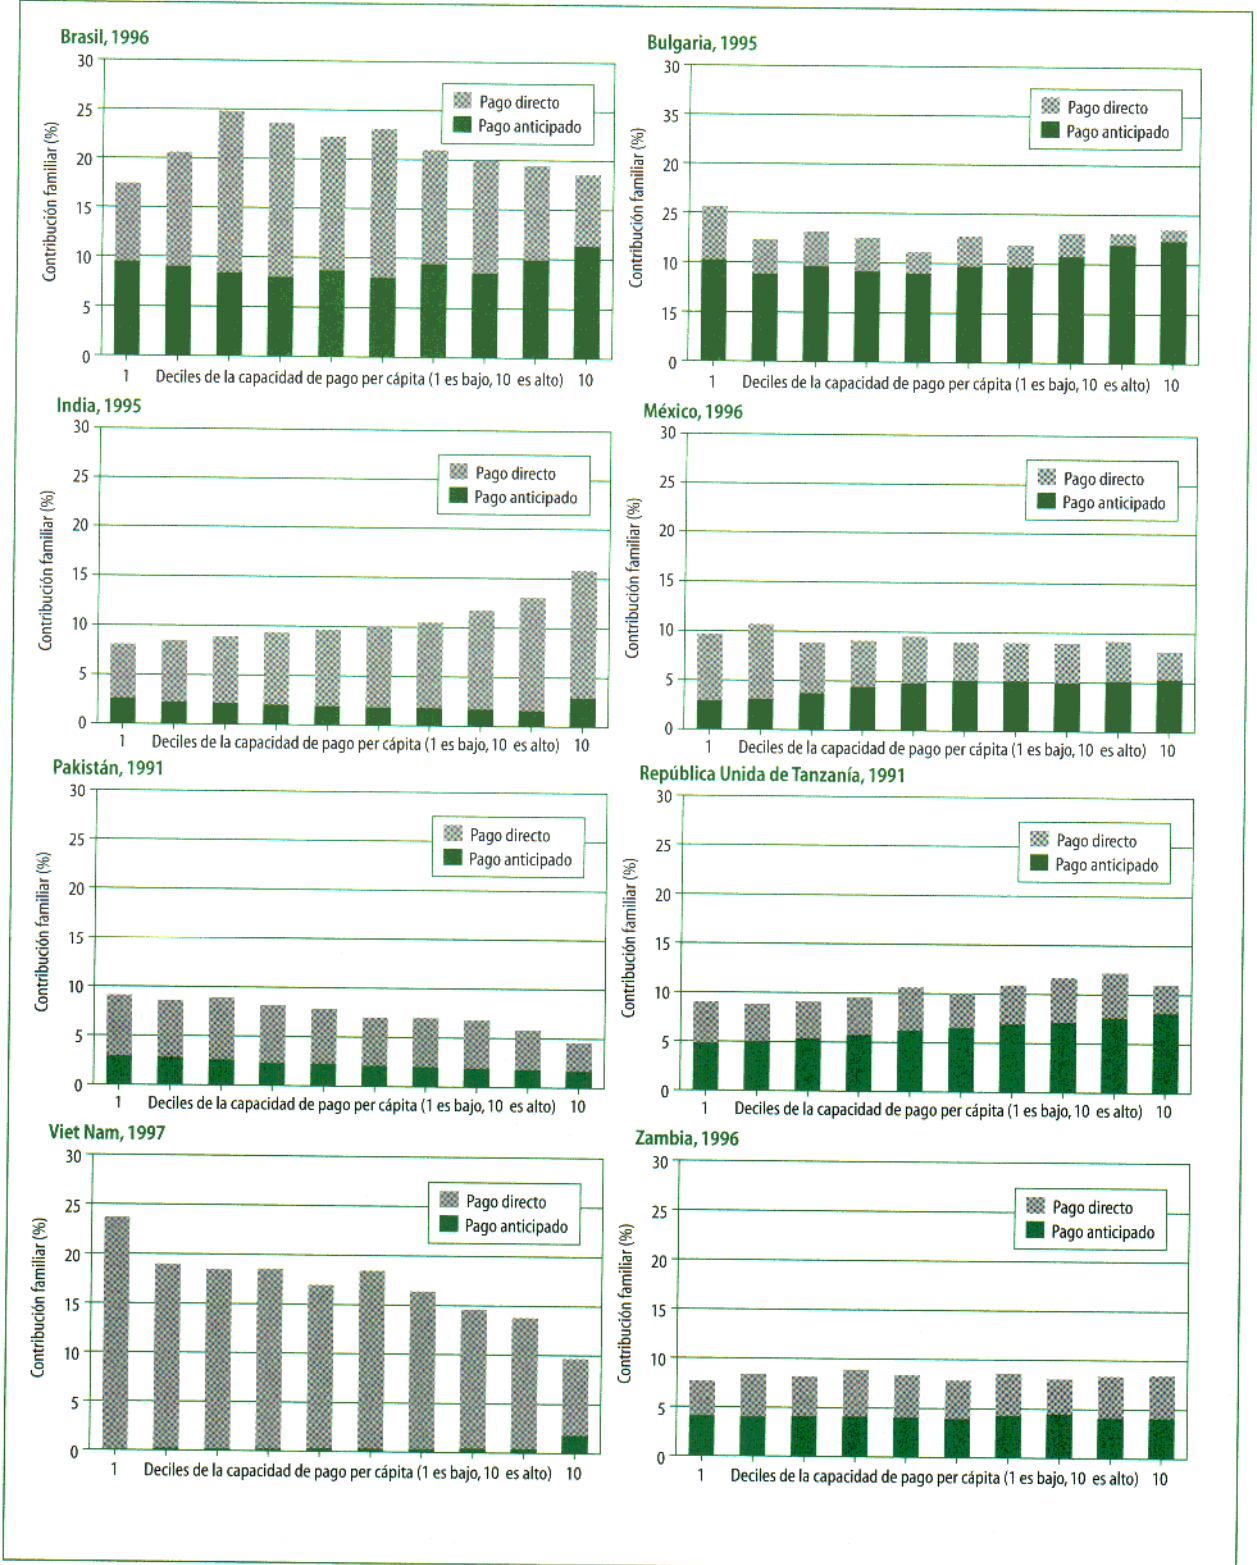 Brasil, 1996
30
25
20
15
10
5
0
Contribución familiar (%)
Pago directo
Pago anticipado
1 Deciles de la capacidad de pago per cápita (1 es bajo, 10 es alto) 10
Bulgaria, 1995
30
35
20
25
10
15
0
Contribución familiar (%)
Pago directo
Pago anticipado
1 Deciles de la capacidad de pago per cápita (1 es bajo, 10 es alto) 10
India, 1995
30
25
20
15
10
5
0
Contribución familiar (%)
Pago directo
Pago anticipado
1 Deciles de la capacidad de pago per cápita (1 es bajo, 10 es alto) 10
México, 1996
30
25
20
15
10
5
0
Contribución familiar (%)
Pago directo
Pago anticipado
1 Deciles de la capacidad de pago per cápita (1 es bajo, 10 es alto) 10
Pakistán, 1991
30
25
20
15
10
5
0
Contribución familiar (%)
Pago directo
Pago anticipado
1 Deciles de la capacidad de pago per cápita (1 es bajo, 10 es alto) 10
República Unida de Tanzanía, 1991
30
25
20
15
10
5
0
Contribución familiar (%)
Pago directo
Pago anticipado
1 Deciles de la capacidad de pago per cápita (1 es bajo, 10 es alto) 10
Viet Nam, 1997
30
25
20
15
10
5
0
Contribución familiar (%)
Pago directo
Pago anticipado
1 Deciles de la capacidad de pago per cápita (1 es bajo, 10 es alto) 10
Zambia, 1996
30
25
20
15
10
5
0
Contribución familiar (%)
Pago directo
Pago anticipado
1 Deciles de la capacidad de pago per cápita (1 es bajo, 10 es alto) 10